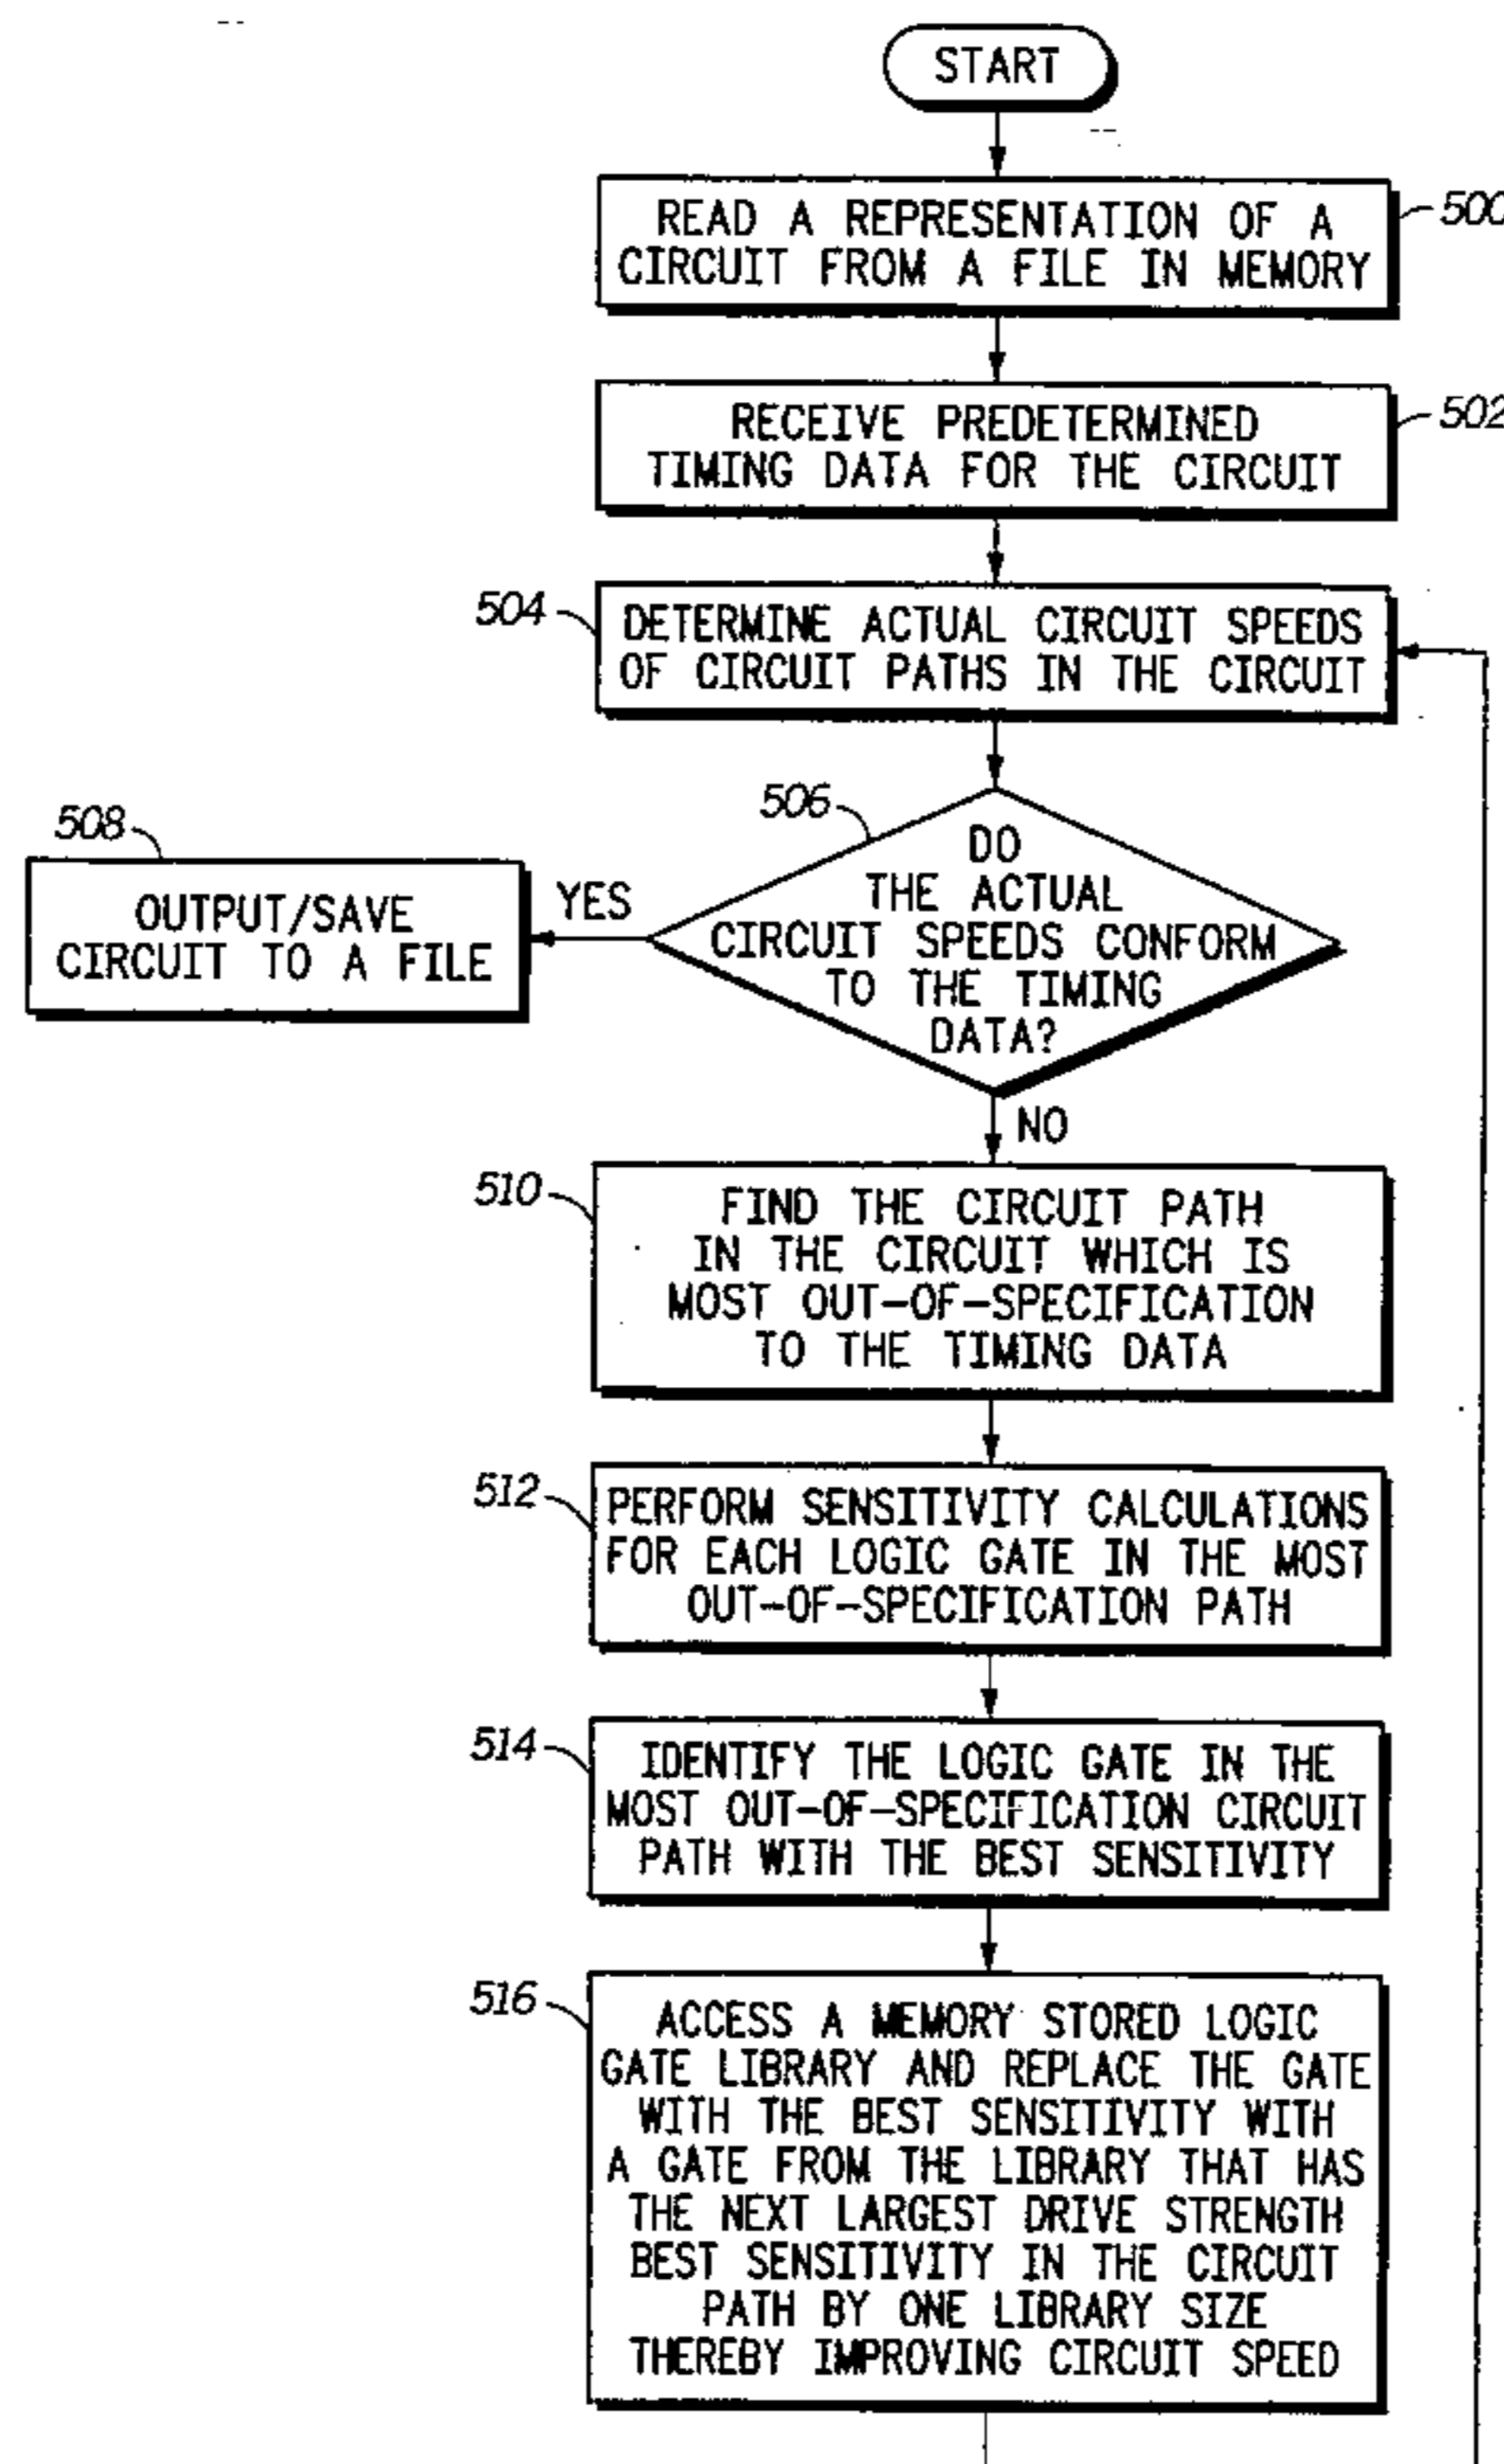 START
READ A REPRESENTATION OF A
CIRCUIT FROM A FILE IN MEMORY
500
RECEIVE PREDETERMINED
TIMING DATA FOR THE CIRCUIT
502
504
DETERMINE ACTUAL CIRCUIT SPEEDS
OF CIRCUIT PATHS IN THE CIRCUIT
506
DO
THE ACTUAL
CIRCUIT SPEEDS CONFORM
TO THE TIMING
DATA?
YES
508
OUTPUT/SAVE
CIRCUIT TO A FILE
NO
510
FIND THE CIRCUIT PATH
IN THE CIRCUIT WHICH IS
MOST OUT-OF-SPECIFICATION
TO THE TIMING DATA
512
PERFORM SENSITIVITY CALCULATIONS
FOR EACH LOGIC GATE IN THE MOST
OUT-OF-SPECIFICATION PATH
514
IDENTIFY THE LOGIC GATE IN THE
MOST OUT-OF-SPECIFICATION CIRCUIT
PATH WITH THE BEST SENSITIVITY
516
ACCESS A MEMORY STORED LOGIC
GATE LIBRARY AND REPLACE THE GATE
WITH THE BEST SENSITIVITY WITH
A GATE FROM THE LIBRARY THAT HAS
THE NEXT LARGEST DRIVE STRENGTH
BEST SENSITIVITY IN THE CIRCUIT
PATH BY ONE LIBRARY SIZE
THEREBY IMPROVING CIRCUIT SPEED